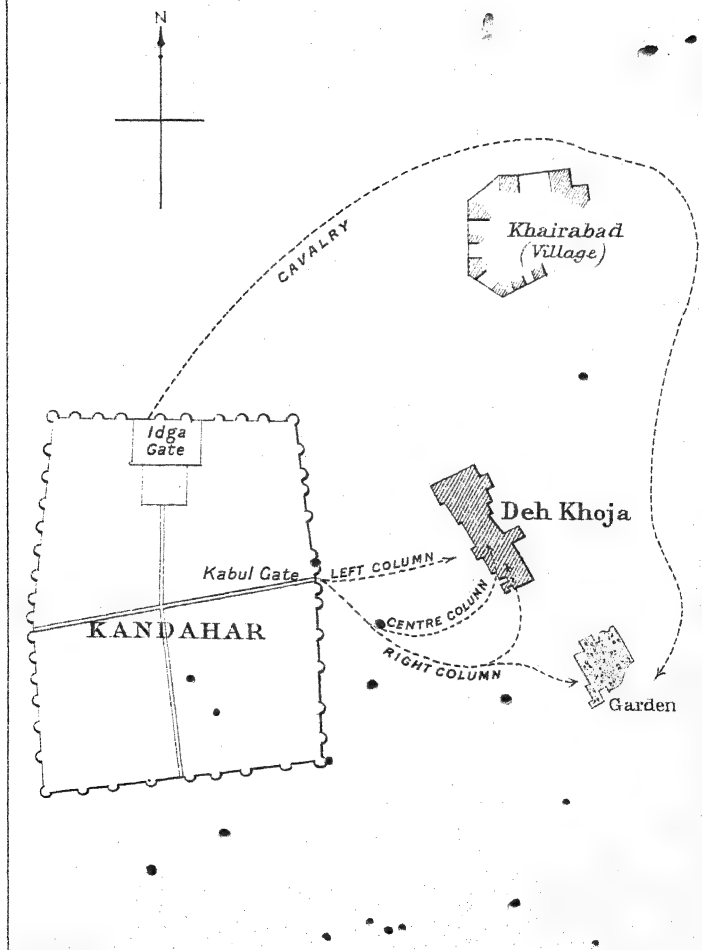 N
CAVALRY
Khairabad
(Village)
Idga
Gate
Deh Khoja
Kabul Gate
LEFT COLUMN
CENTRE COLUMN
KANDAHAR
RIGHT COLUMN
Garden